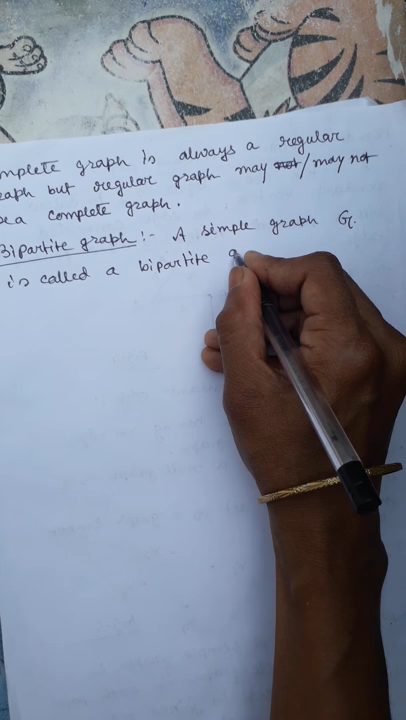 mplete graph is always a regular
raph but regular graph may not/may not
be a complete graph.
Bipartite graph:- A simple graph G.
is called a bipartite g